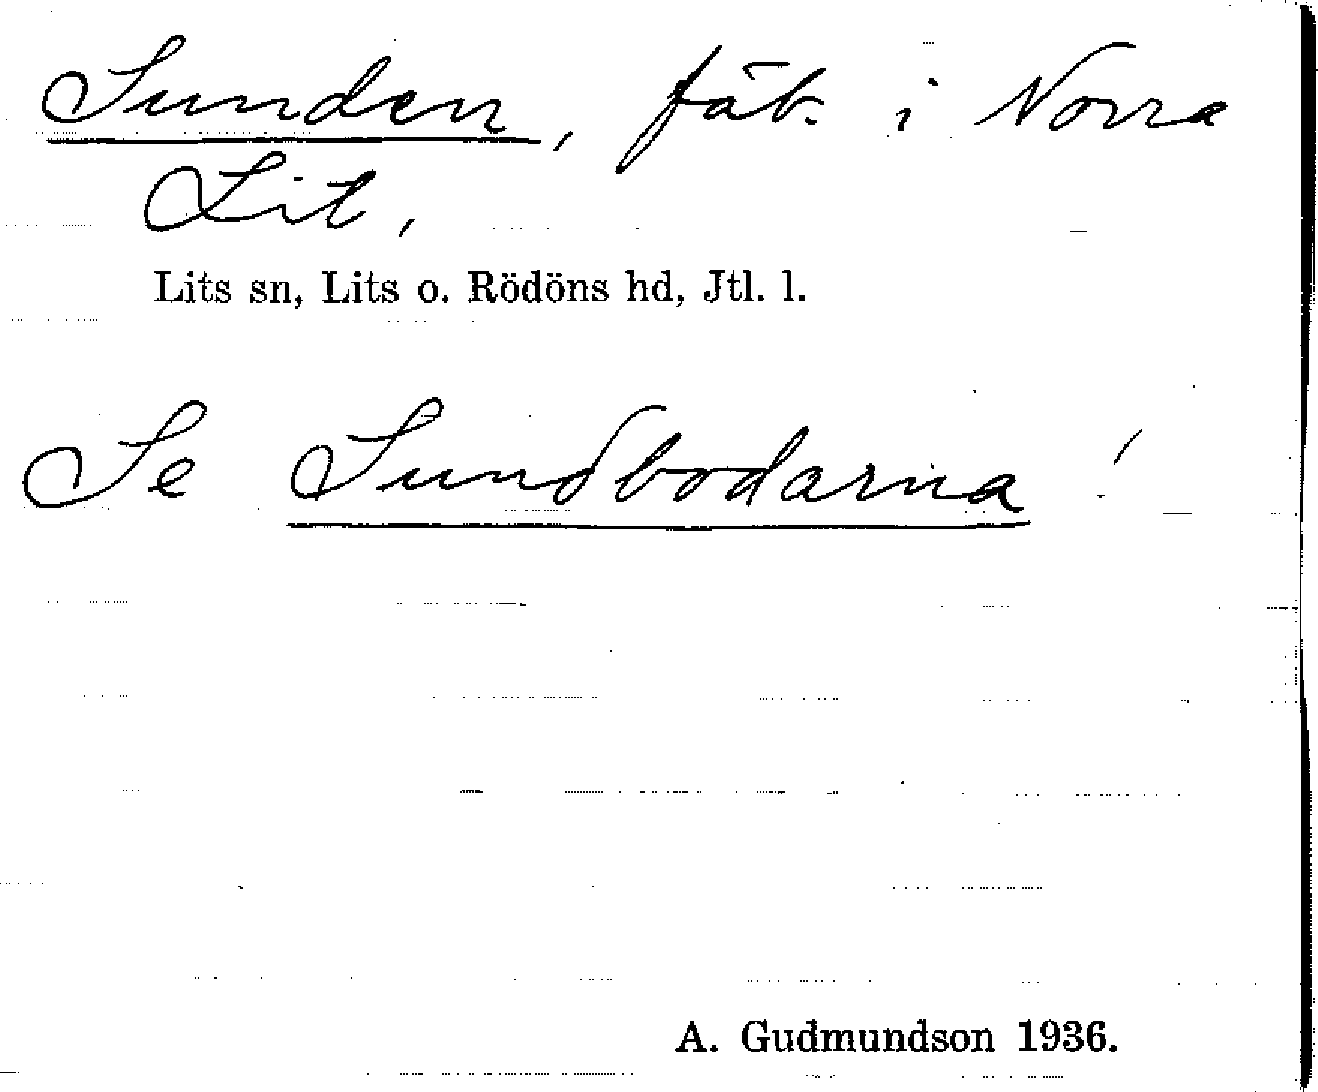 Sunden, fäb. i Norra
Lit,
Lits sn, Lits o. Rödöns hd, Jtl. l.
Se Sundbodarna!
A. Gudmundson 1936.